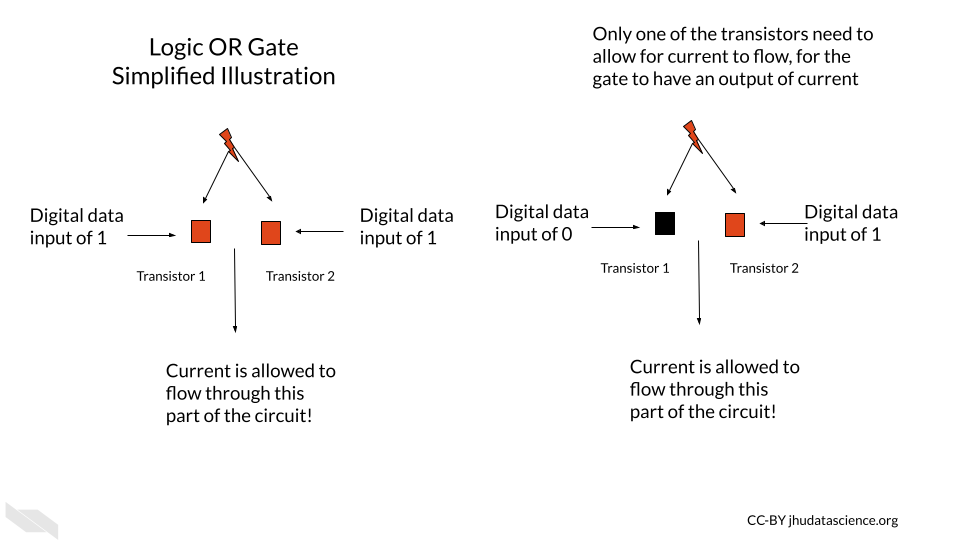 Logic OR Gate
Simplified Illustration
Digital data
input of 1
Digital data
input of 1
Transistor 1
Transistor 2
Current is allowed to
flow through this
part of the circuit!
Only one of the transistors need to
allow for current to flow, for the
gate to have an output of current
Digital data
input of 0
Digital data
input of 1
Transistor 1
Transistor 2
Current is allowed to
flow through this
part of the circuit!
CC-BY jhudatascience.org